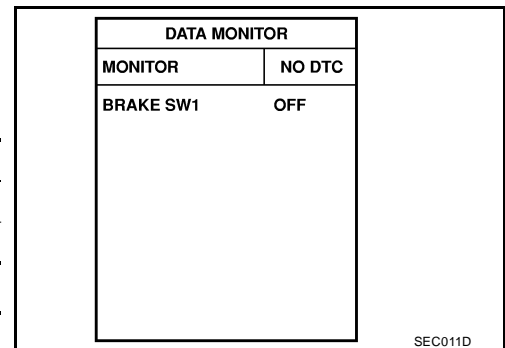 DATA MONITOR
MONITOR NO DTC
BRAKE SW1 OFF
SEC011D